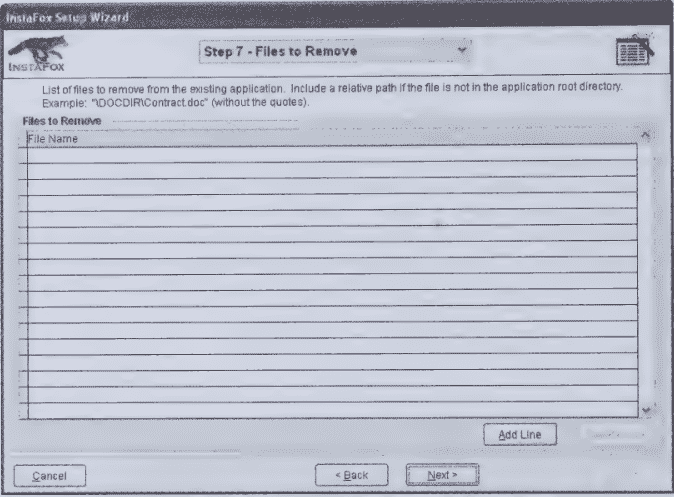 InstaFox Setup Wizard
INSTAFOX
Step 7 - Files to Remove
List of files to remove from the existing application. Include a relative path if the file is not in the application root directory.
Example: "\DOCDIR\Contract.doc" (without the quotes).
Files to Remove
File Name
Add Line
Cancel
< Back
Next >